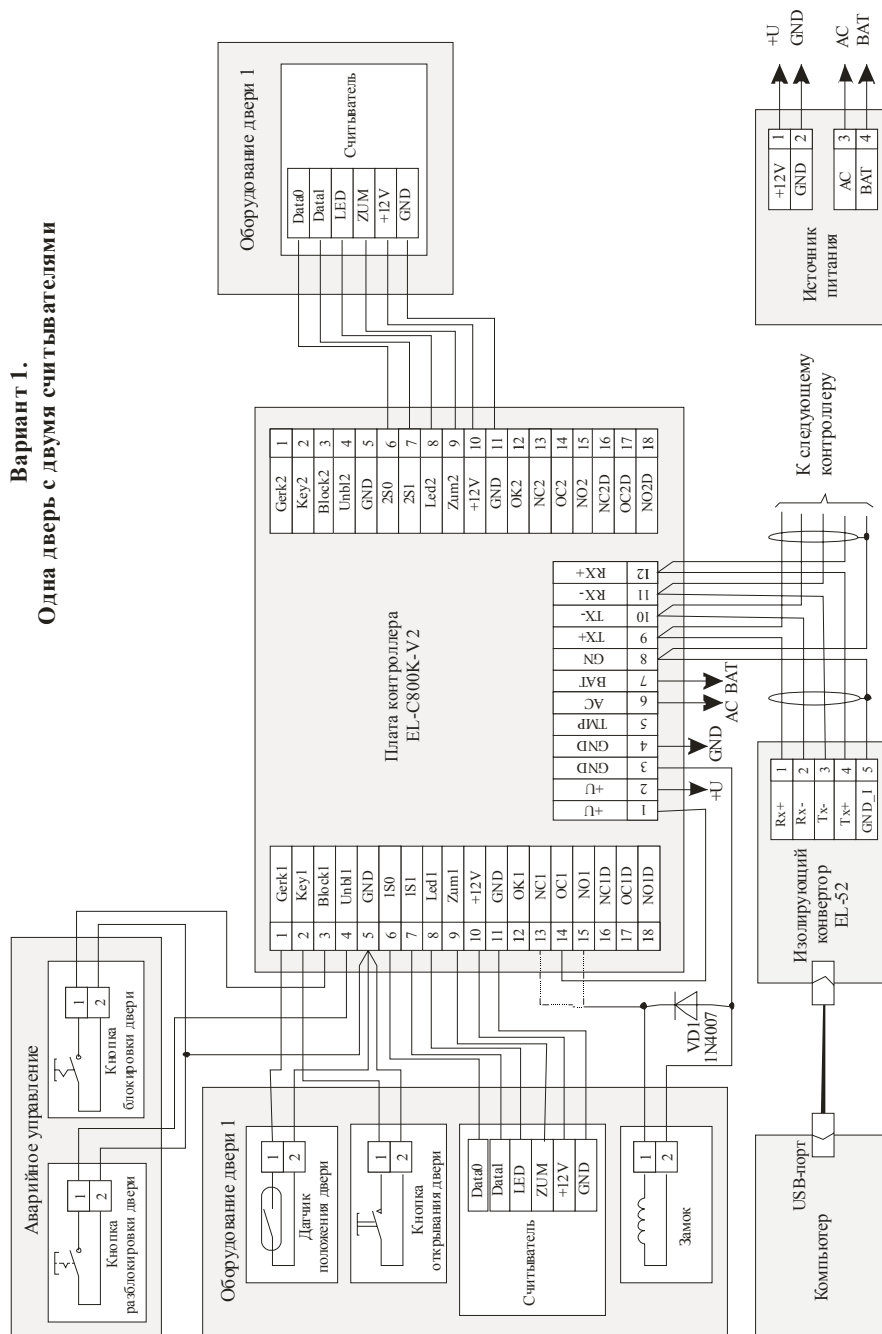 Вариант 1.
Одна дверь с двумя считывателями
Аварийное управление
Кнопка
разблокировки двери
1
2
Кнопка
блокировки двери
1
2
Оборудование двери 1
Датчик
положения двери
1
2
Кнопка
открывания двери
1
2
Считыватель
Data0
Data1
LED
ZUM
+12V
GND
Замок
1
2
VD1
1N4007
Плата контроллера
EL-C800K-V2
1 Gerk1
2 Key1
3 Block1
4 Unbl1
5 GND
6 1S0
7 1S1
8 Led1
9 Zum1
10 +12V
11 GND
12 OK1
13 NC1
14 OC1
15 NO1
16 NC1D
17 OC1D
18 NO1D
Gerk2 1
Key2 2
Block2 3
Unbl2 4
GND 5
2S0 6
2S1 7
Led2 8
Zum2 9
+12V 10
GND 11
OK2 12
NC2 13
OC2 14
NO2 15
NC2D 16
OC2D 17
NO2D 18
+U 1
+U 2
GND 3
GND 4
TMP 5
AC 6
BAT 7
GN 8
TX+ 9
TX- 10
RX- 11
RX+ 12
+U
GND
AC
BAT
Оборудование двери 1
Считыватель
Data0
Data1
LED
ZUM
+12V
GND
Компьютер
USB-порт
Изолирующий
конвертор
EL-52
Rx+ 1
Rx- 2
Tx- 3
Tx+ 4
GND_I 5
К следующему
контроллеру
Источник
питания
+12V 1
GND 2
AC 3
BAT 4
+U
GND
AC
BAT